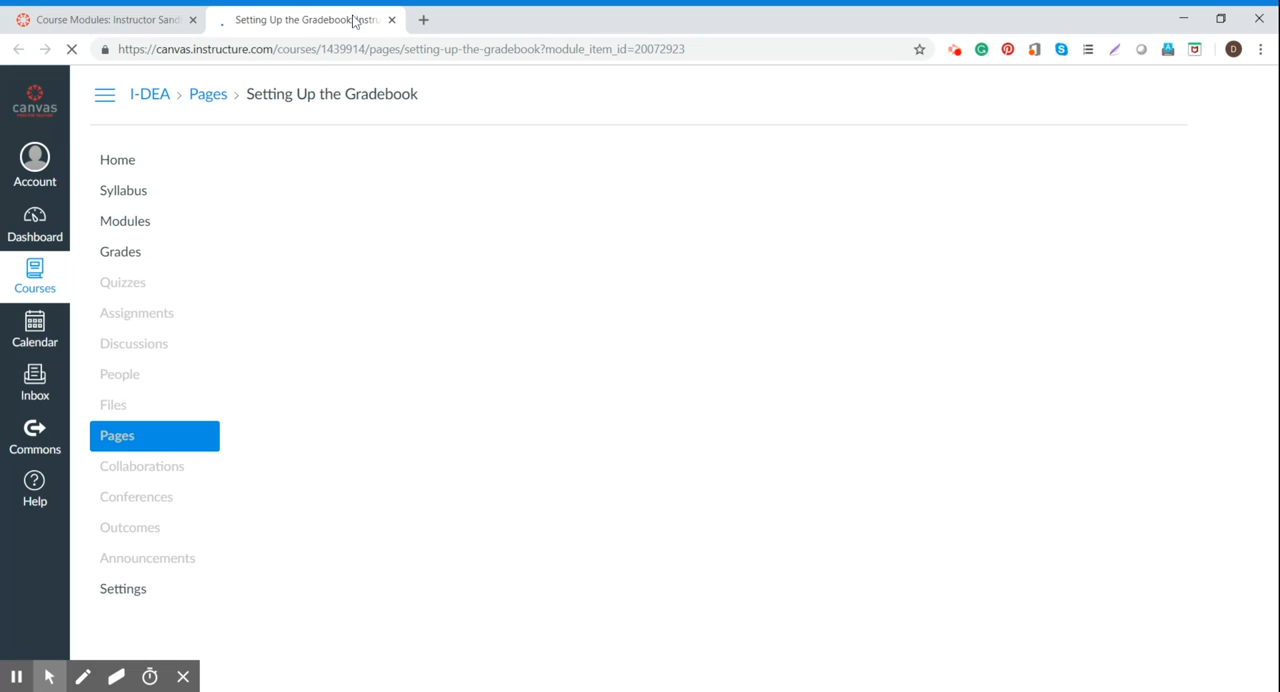 Course Modules: Instructor Sand
Setting Up the Gradebook: Instru
https://canvas.instructure.com/courses/1439914/pages/setting-up-the-gradebook?module_item_id=20072923
D
canvas
I-DEA > Pages > Setting Up the Gradebook
Account
Dashboard
Courses
Calendar
Inbox
Commons
Help
Home
Syllabus
Modules
Grades
Quizzes
Assignments
Discussions
People
Files
Pages
Collaborations
Conferences
Outcomes
Announcements
Settings